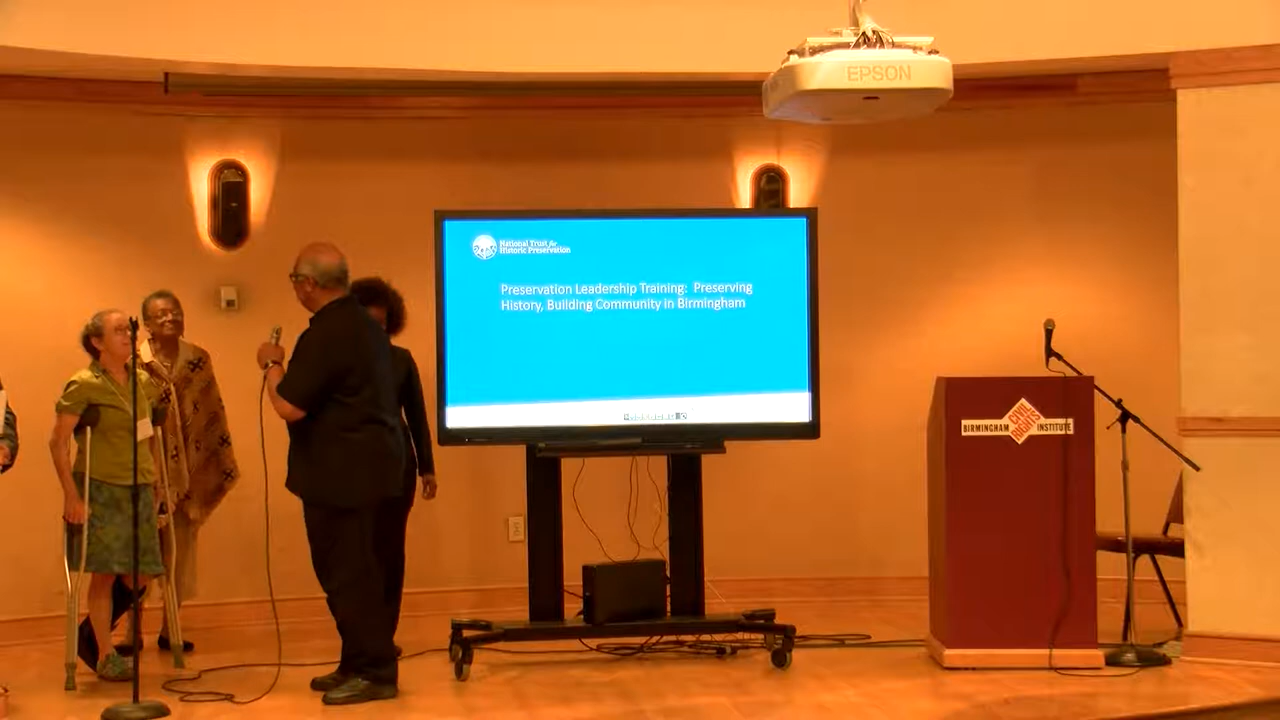 EPSON
National Trust for
Historic Preservation
Preservation Leadership Training: Preserving
History, Building Community in Birmingham
BIRMINGHAM CIVIL RIGHTS INSTITUTE